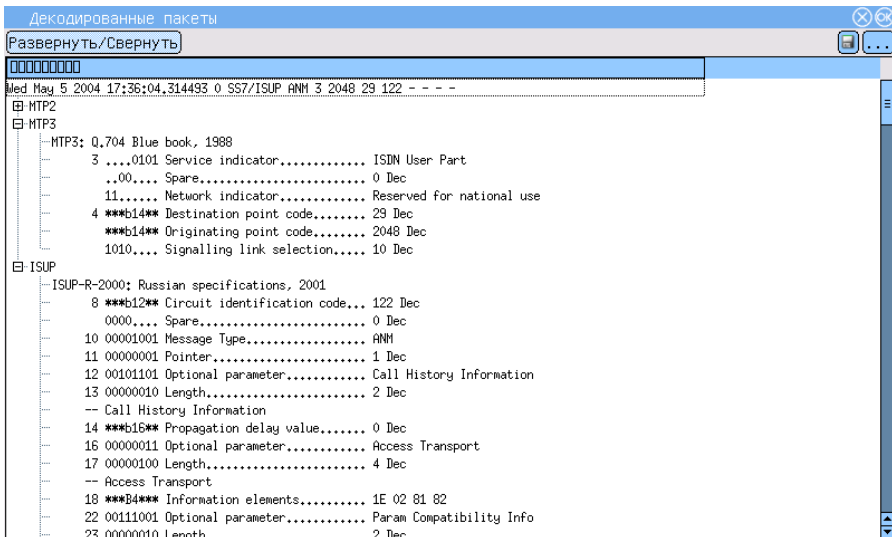 Декодированные пакеты
OK
Развернуть/Свернуть
...
Wed May 5 2004 17:36:04.314493 0 SS7/ISUP ANM 3 2048 29 122 - - - -
MTP2
MTP3
MTP3: Q.704 Blue book, 1988
3 ....0101 Service indicator............. ISDN User Part
..00.... Spare......................... 0 Dec
11...... Network indicator............. Reserved for national use
4 ***b14** Destination point code........ 29 Dec
***b14** Originating point code........ 2048 Dec
1010.... Signalling link selection..... 10 Dec
ISUP
ISUP-R-2000: Russian specifications, 2001
8 ***b12** Circuit identification code... 122 Dec
0000.... Spare......................... 0 Dec
10 00001001 Message Type.................. ANM
11 00000001 Pointer....................... 1 Dec
12 00101101 Optional parameter............ Call History Information
13 00000010 Length........................ 2 Dec
-- Call History Information
14 ***b16** Propagation delay value....... 0 Dec
16 00000011 Optional parameter............ Access Transport
17 00000100 Length........................ 4 Dec
-- Access Transport
18 ***B4*** Information elements.......... 1E 02 81 82
22 00111001 Optional parameter............ Param Compatibility Info
23 00000010 Length........................ 2 Dec